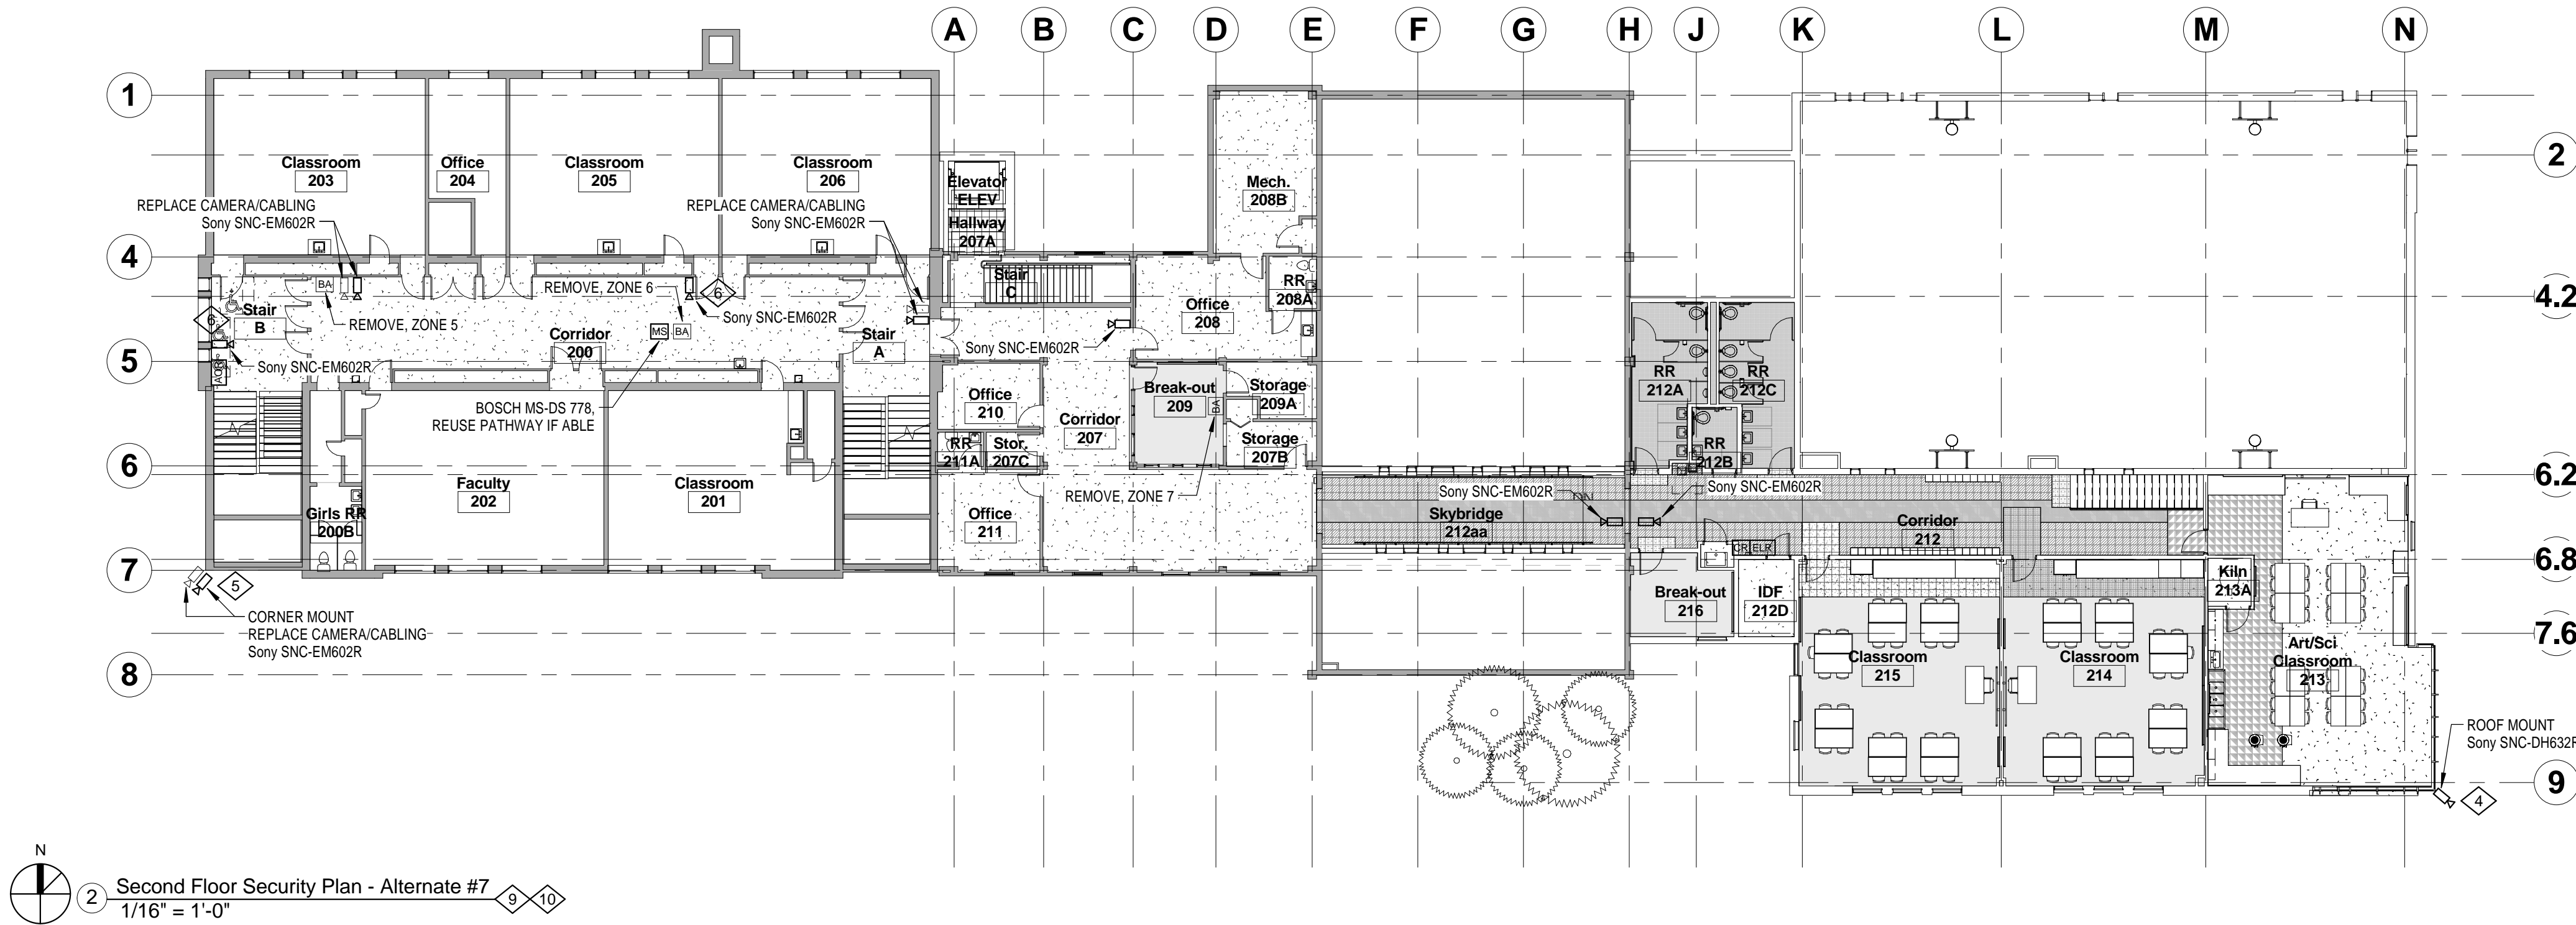 A B C D E F G H J K L M N
1
2
Classroom
203
Office
204
Classroom
205
Classroom
206
Elevator
ELEV
Hallway
207A
Mech.
208B
REPLACE CAMERA/CABLING
Sony SNC-EM602R
REPLACE CAMERA/CABLING
Sony SNC-EM602R
4
4.2
BA
REMOVE, ZONE 5
REMOVE, ZONE 6
6
Sony SNC-EM602R
MS
BA
6
Stair
B
Sony SNC-EM602R
AOR
Corridor
200
Stair
A
Stair
C
Sony SNC-EM602R
Office
208
RR
208A
5
BOSCH MS-DS 778,
REUSE PATHWAY IF ABLE
Office
210
Corridor
207
Break-out
209
BA
Storage
209A
Storage
207B
RR
211A
Stor.
207C
REMOVE, ZONE 7
RR
212A
RR
212C
RR
212B
6
6.2
Faculty
202
Classroom
201
Girls RR
200B
Office
211
Sony SNC-EM602R
Sony SNC-EM602R
Skybridge
212aa
Corridor
212
CR
ELR
7
6.8
5
CORNER MOUNT
REPLACE CAMERA/CABLING
Sony SNC-EM602R
Break-out
216
IDF
212D
Kiln
213A
7.6
8
Classroom
215
Classroom
214
Art/Sci
Classroom
213
ROOF MOUNT
Sony SNC-DH632R
9
4
N
2
Second Floor Security Plan - Alternate #7
9
10
1/16" = 1'-0"